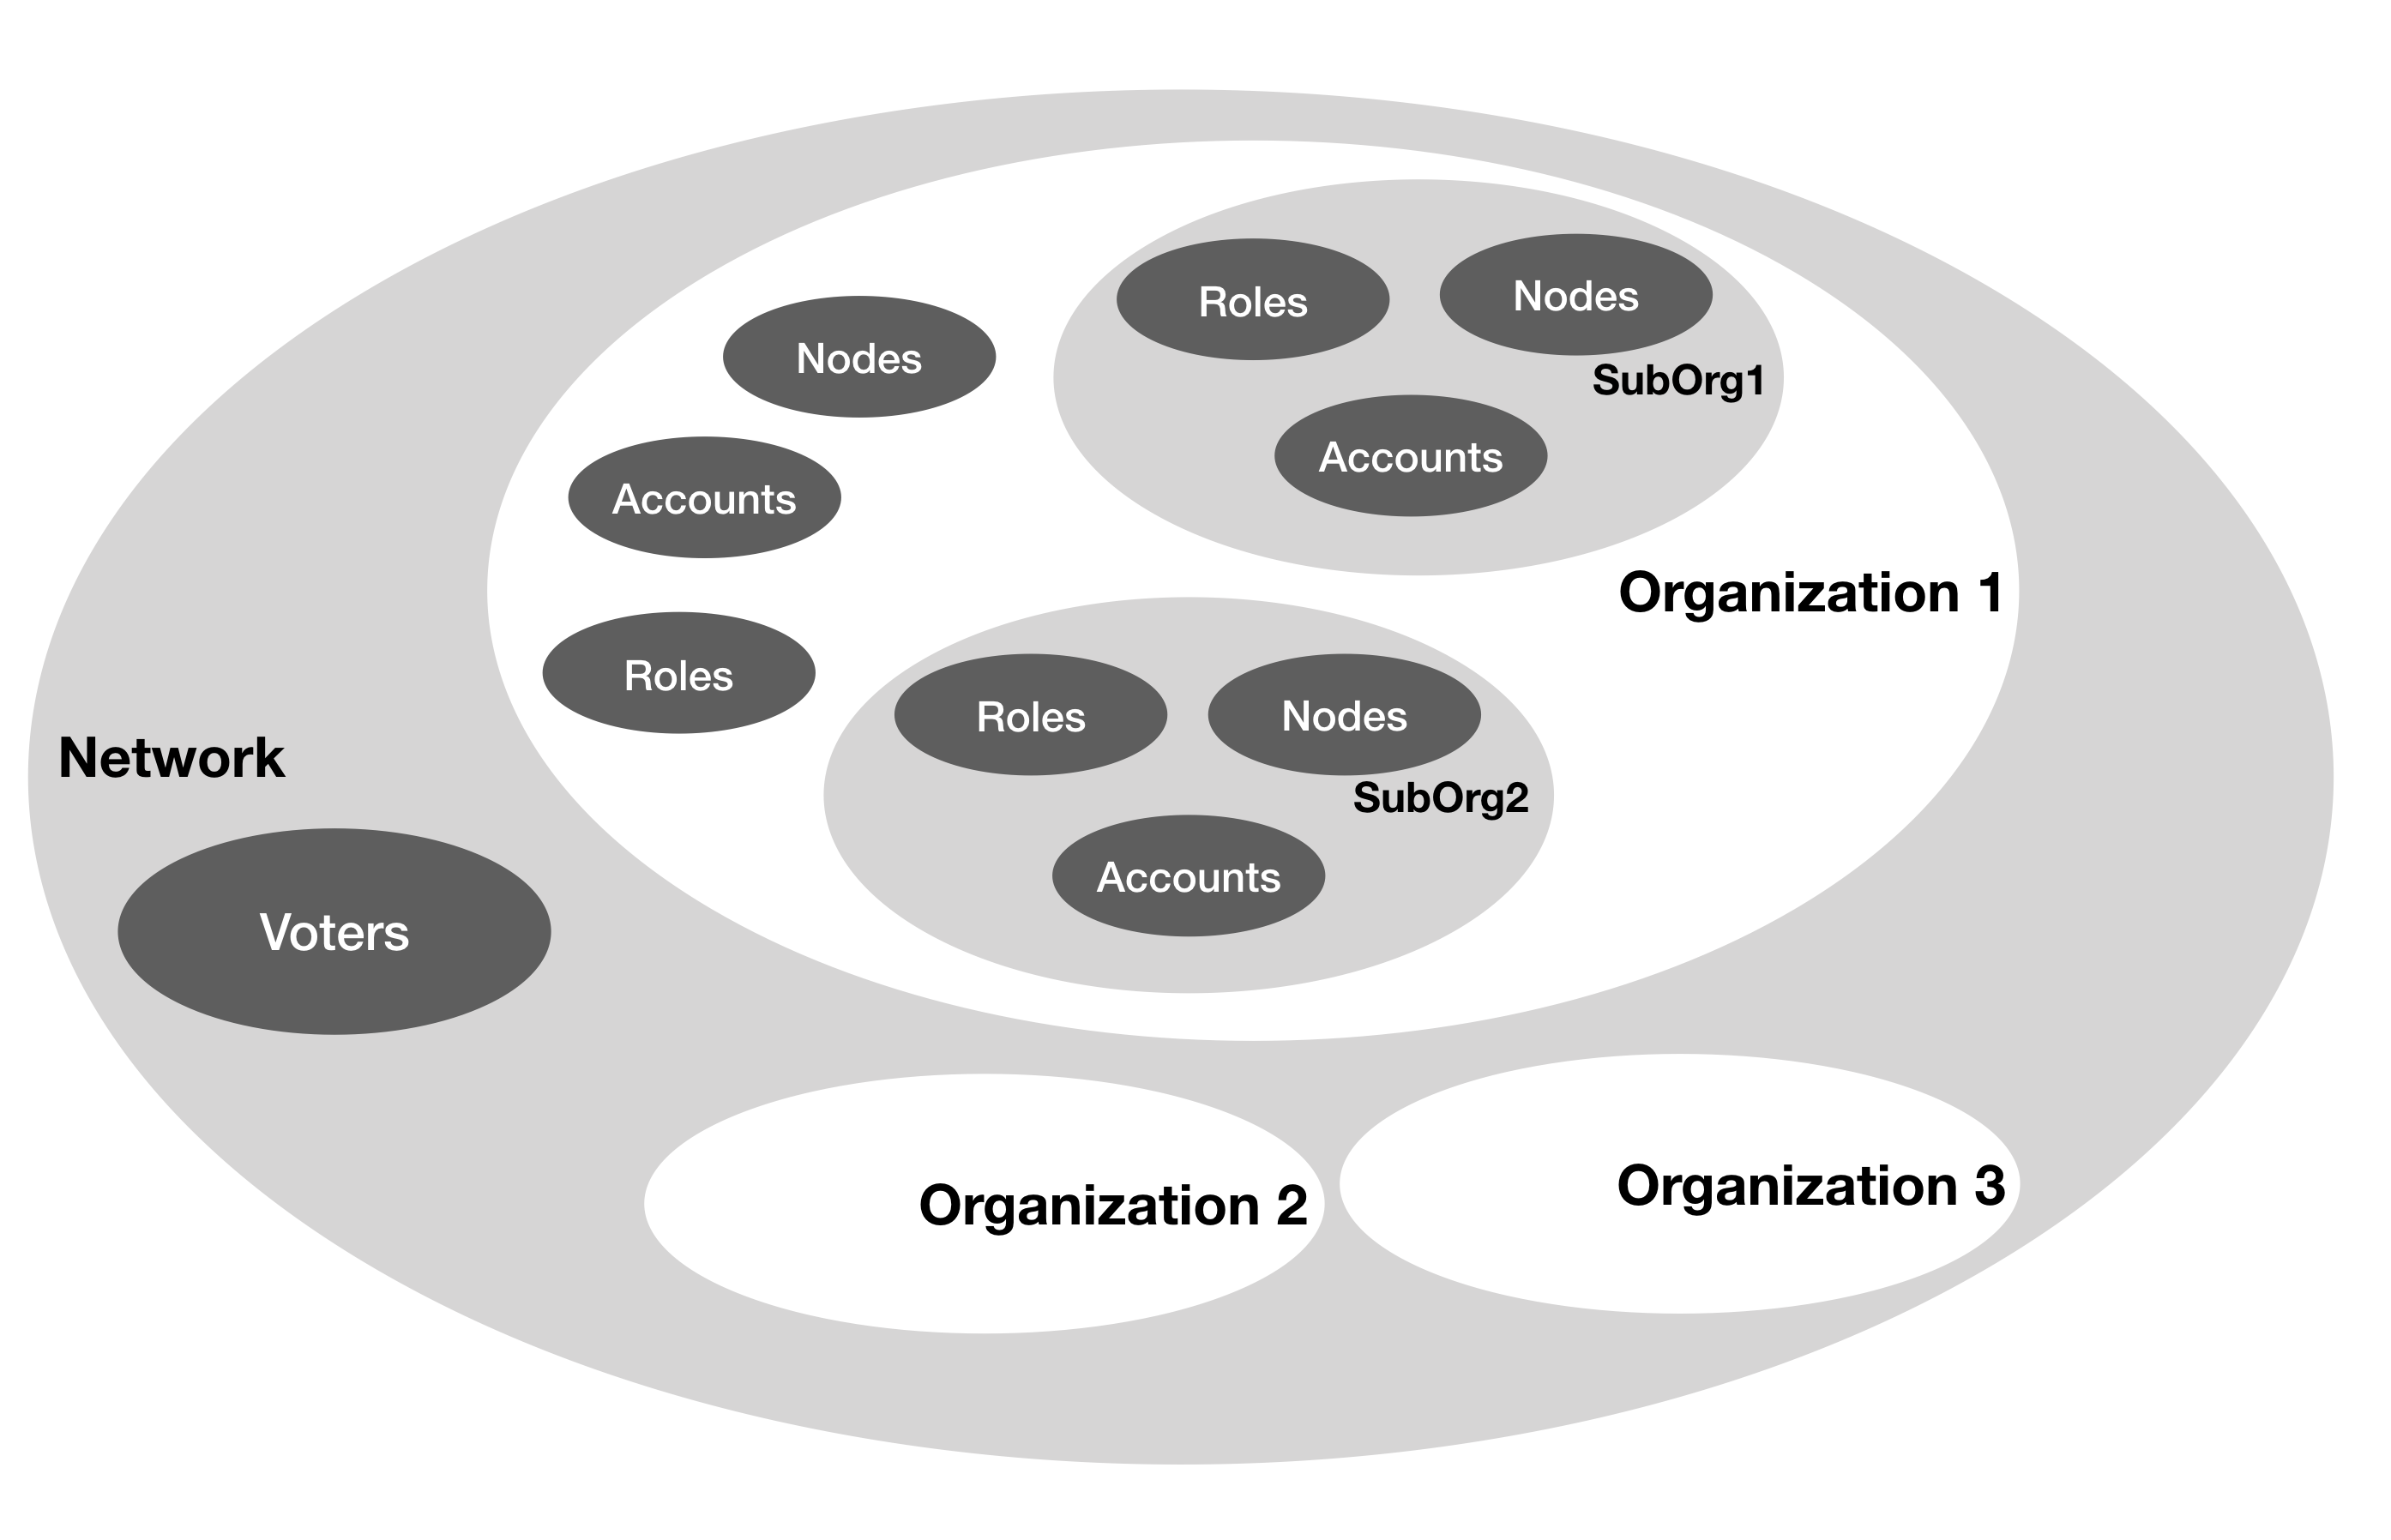 Roles
Nodes
Nodes
SubOrg1
Accounts
Accounts
Organization 1
Roles
Roles
Nodes
Network
SubOrg2
Accounts
Voters
Organization 2
Organization 3